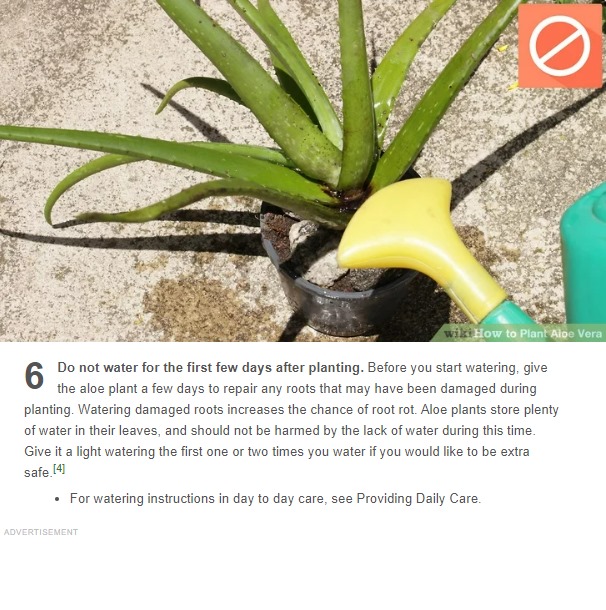 wikiHow to Plant Aloe Vera
6 Do not water for the first few days after planting. Before you start watering, give
the aloe plant a few days to repair any roots that may have been damaged during
planting. Watering damaged roots increases the chance of root rot. Aloe plants store plenty
of water in their leaves, and should not be harmed by the lack of water during this time.
Give it a light watering the first one or two times you water if you would like to be extra
safe.[4]
• For watering instructions in day to day care, see Providing Daily Care.
ADVERTISEMENT